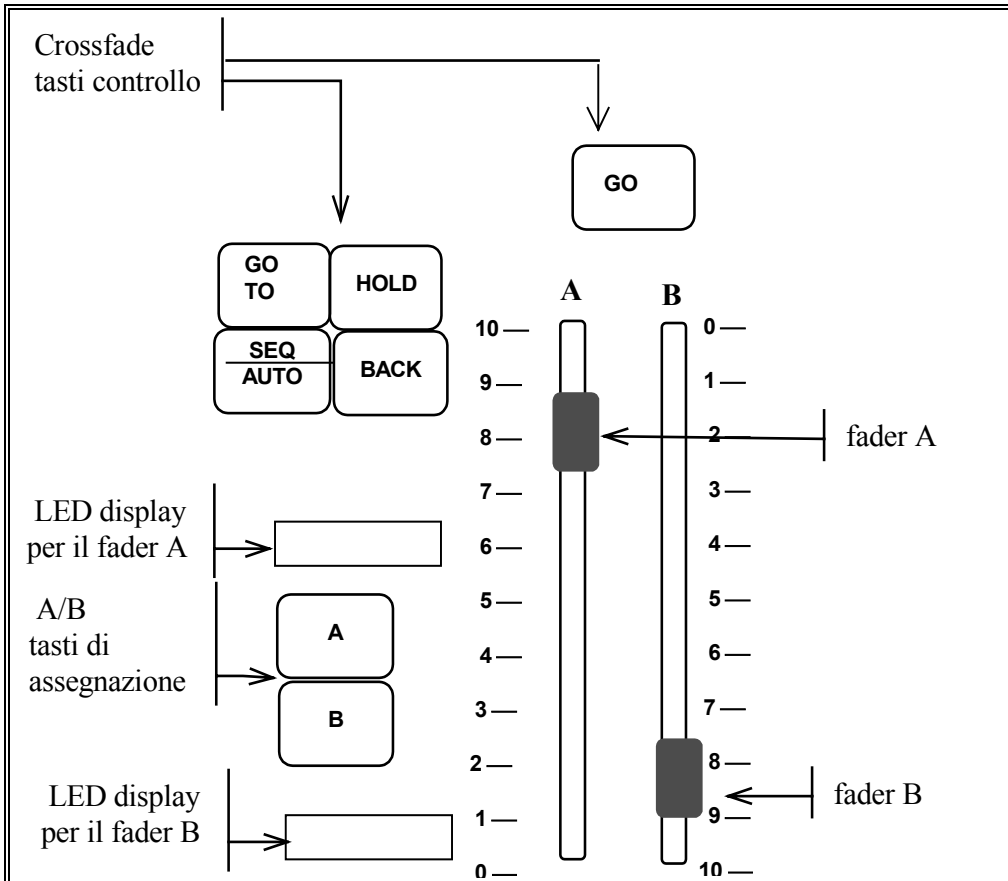 Crossfade
tasti controllo
GO
GO
TO
HOLD
SEQ
AUTO
BACK
A
B
10
9
8
7
6
5
4
3
2
1
0
0
1
2
3
4
5
6
7
8
9
10
fader A
LED display
per il fader A
A/B
tasti di
assegnazione
A
B
LED display
per il fader B
fader B